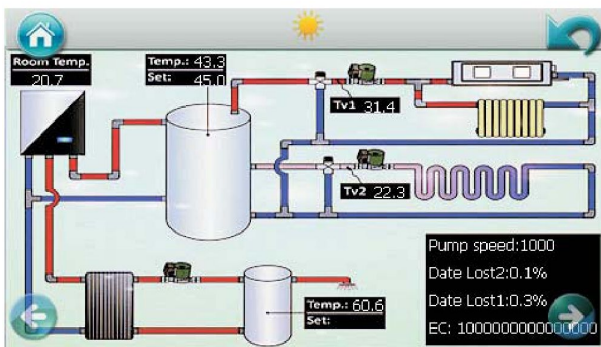 Room Temp.
20.7
Temp.: 43.3
Set: 45.0
Tv1 31.4
Tv2 22.3
Temp.: 60.6
Set:
Pump speed:1000
Date Lost2:0.1%
Date Lost1:0.3%
EC: 1000000000000000